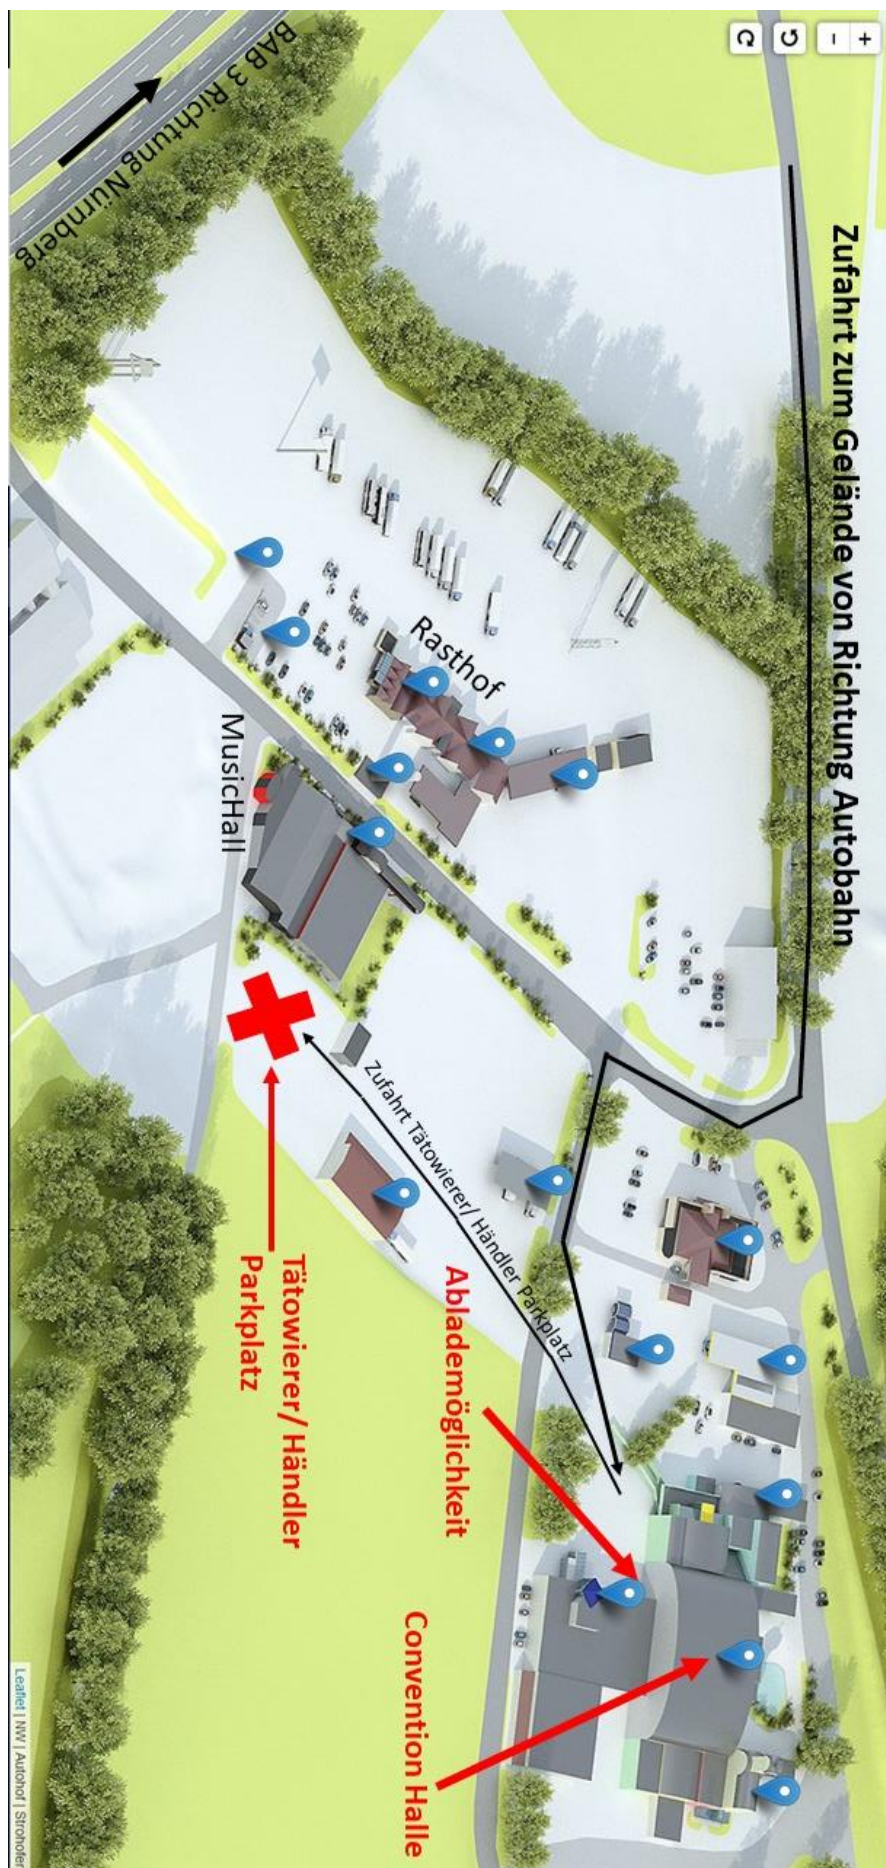 Zufahrt zum Gelände von Richtung Autobahn
BAB 3 Richtung Nürnberg
Rasthof
MusicHall
Zufahrt Tätowierer/ Händler Parkplatz
Tätowierer/ Händler
Parkplatz
Ablademöglichkeit
Convention Halle
+
−
Leaflet | NW | Autohof | Strohofer